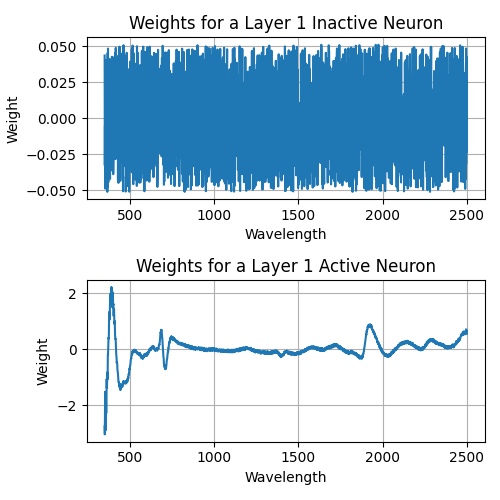 Weights for a Layer 1 Inactive Neuron
0.050
0.025
0.000
−0.025
−0.050
Weight
500 1000 1500 2000 2500
Wavelength
Weights for a Layer 1 Active Neuron
2
0
−2
Weight
500 1000 1500 2000 2500
Wavelength